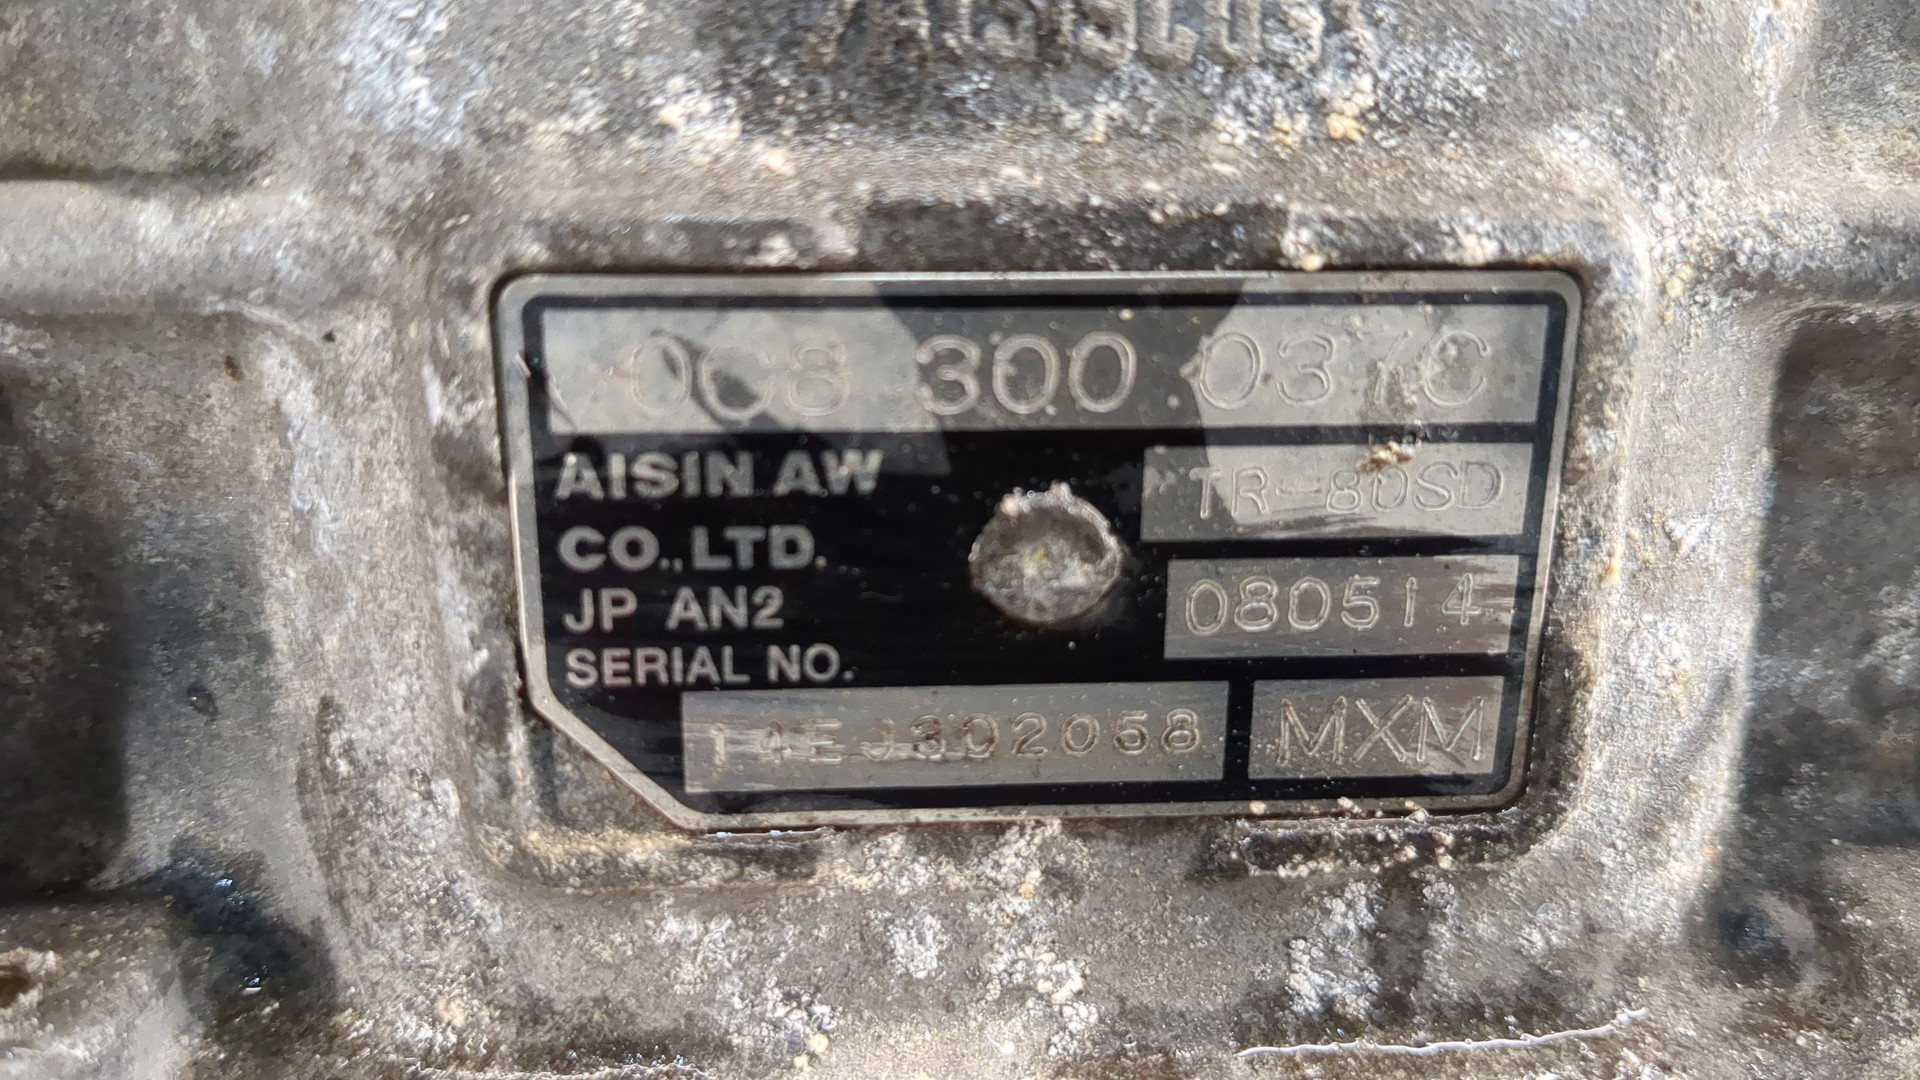 0C8 300 037C
AISIN AW
TR-80SD
CO.,LTD.
JP AN2
080514
SERIAL NO.
14EJ302058
MXM